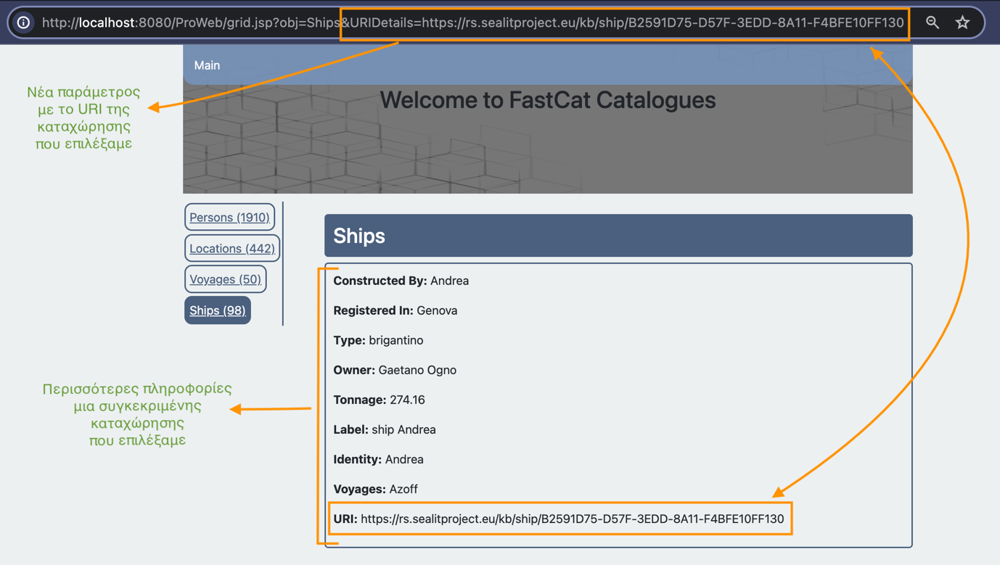 http://localhost:8080/ProWeb/grid.jsp?obj=Ships&URIDetails=https://rs.sealitproject.eu/kb/ship/B2591D75-D57F-3EDD-8A11-F4BFE10FF130
Main
Welcome to FastCat Catalogues
Νέα παράμετρος
με το URI της
καταχώρησης
που επιλέξαμε
Persons (1910)
Locations (442)
Voyages (50)
Ships (98)
Ships
Constructed By: Andrea
Registered In: Genova
Type: brigantino
Owner: Gaetano Ogno
Tonnage: 274.16
Label: ship Andrea
Identity: Andrea
Voyages: Azoff
URI: https://rs.sealitproject.eu/kb/ship/B2591D75-D57F-3EDD-8A11-F4BFE10FF130
Περισσότερες πληροφορίες
μια συγκεκριμένης
καταχώρησης
που επιλέξαμε